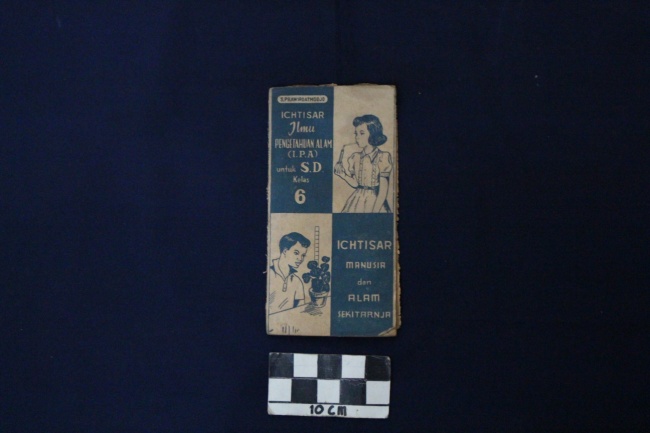 ICHTISAR
Ilmu
PENGETAHUAN ALAM
(I.P.A)
untuk S.D
Kelas
6
ICHTISAR
MANUSIA
dan
ALAM
SEKITARNJA
10 CM